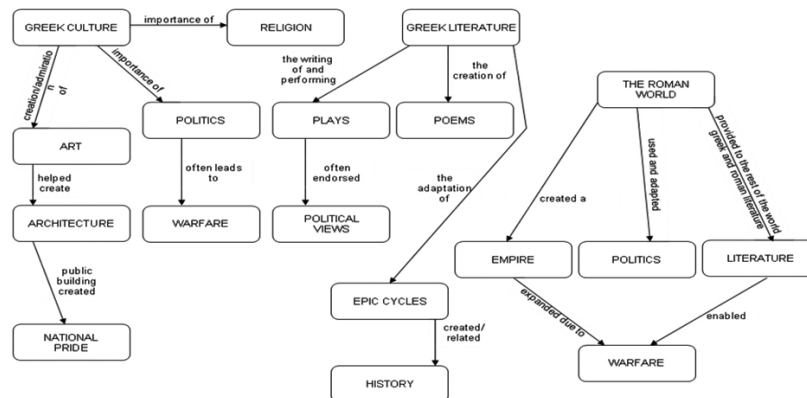 GREEK CULTURE
importance of
RELIGION
GREEK LITERATURE
creation/admiratio
n
of
importance of
the writing
of and
performing
the
creation of
THE ROMAN
WORLD
ART
POLITICS
PLAYS
POEMS
helped
create
often leads
to
often
endorsed
the
adaptation
of
created a
used and adapted
provided to the rest of the world
greek and roman literature
ARCHITECTURE
WARFARE
POLITICAL
VIEWS
EMPIRE
POLITICS
LITERATURE
public
building
created
EPIC CYCLES
expanded due to
enabled
NATIONAL
PRIDE
created/
related
WARFARE
HISTORY